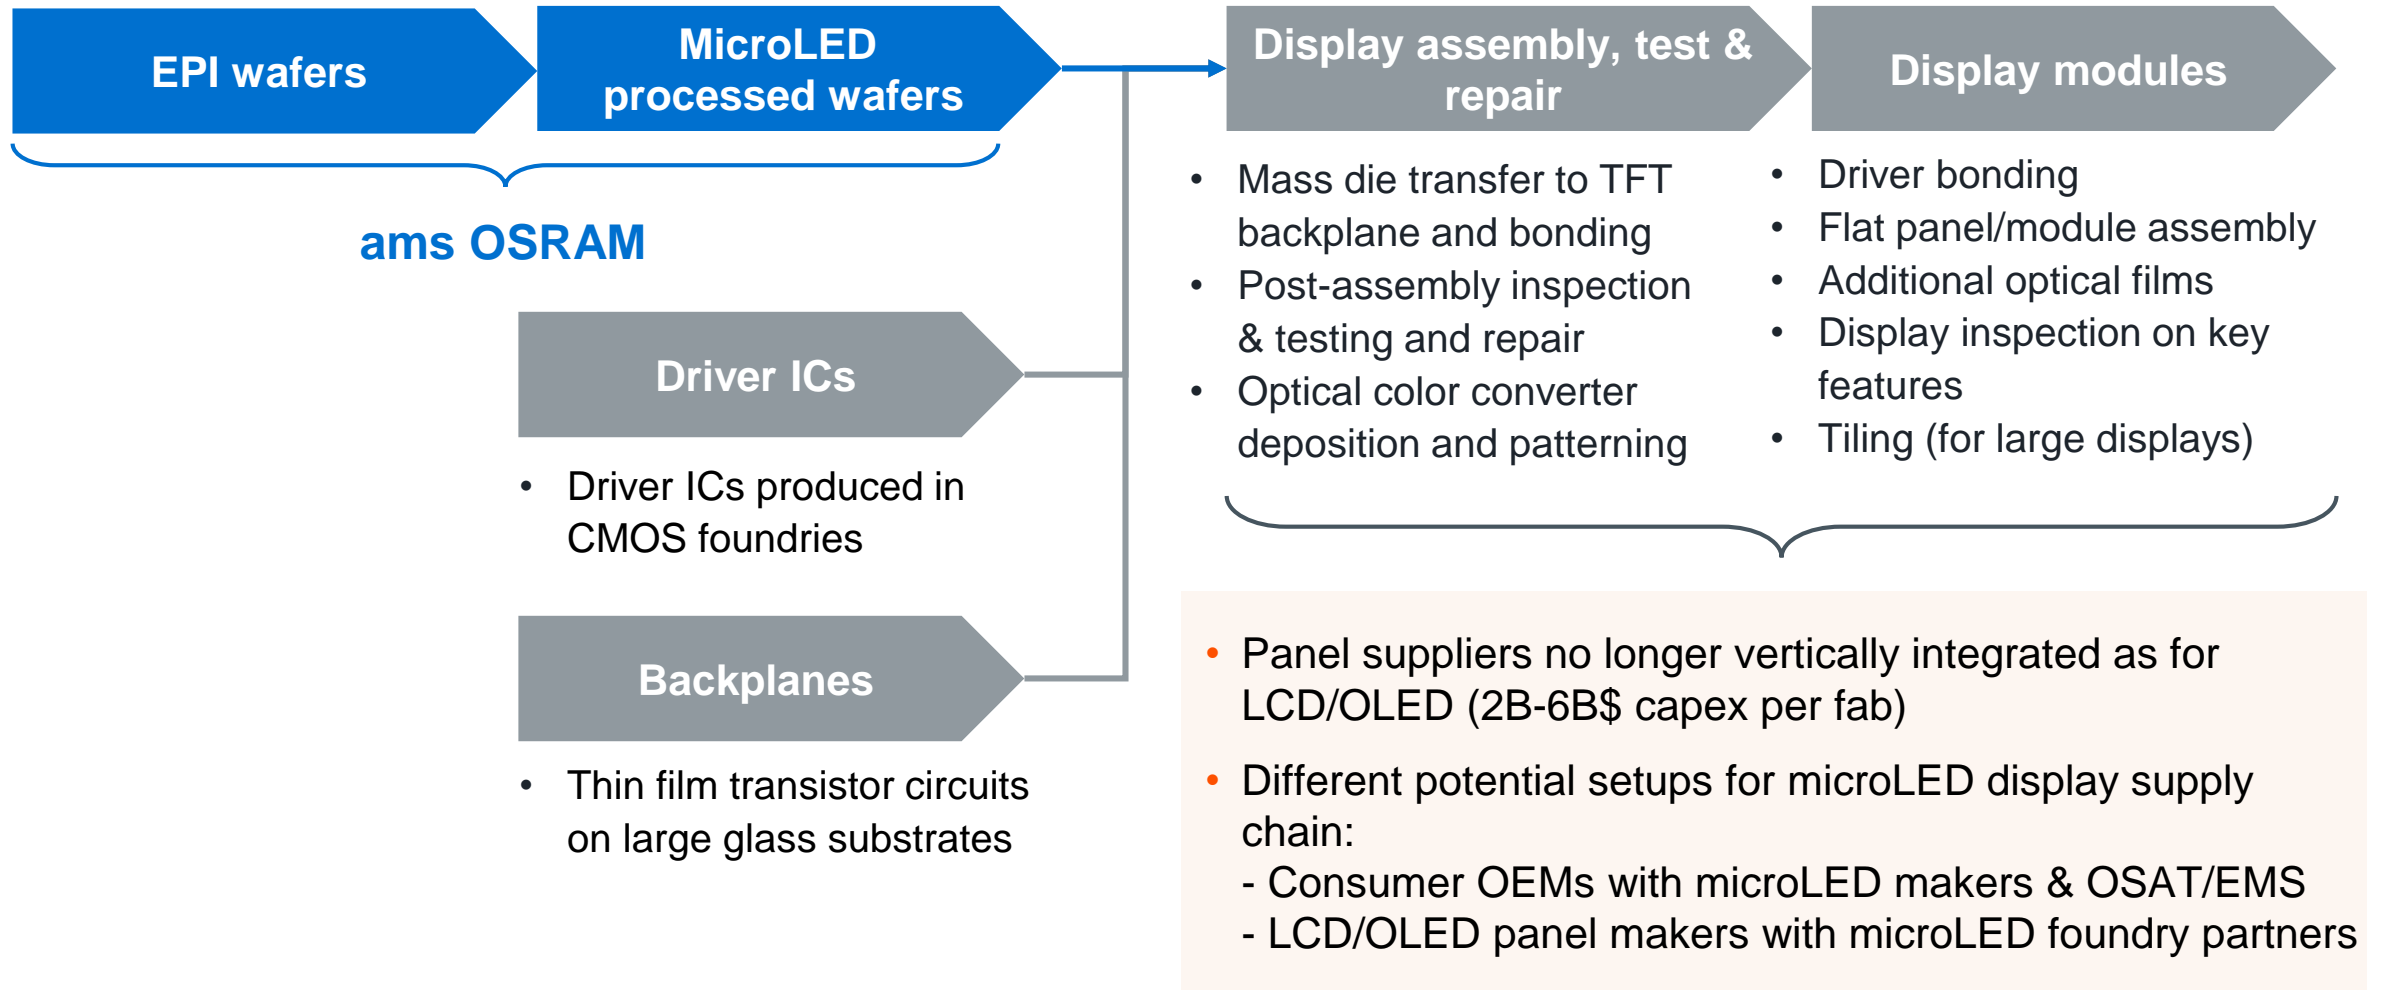 EPI wafers
MicroLED
processed wafers
Display assembly, test &
repair
Display modules
ams OSRAM
• Mass die transfer to TFT
backplane and bonding
• Post-assembly inspection
& testing and repair
• Optical color converter
deposition and patterning
• Driver bonding
• Flat panel/module assembly
• Additional optical films
• Display inspection on key
features
• Tiling (for large displays)
Driver ICs
• Driver ICs produced in
CMOS foundries
Backplanes
• Thin film transistor circuits
on large glass substrates
• Panel suppliers no longer vertically integrated as for
LCD/OLED (2B-6B$ capex per fab)
• Different potential setups for microLED display supply
chain:
- Consumer OEMs with microLED makers & OSAT/EMS
- LCD/OLED panel makers with microLED foundry partners